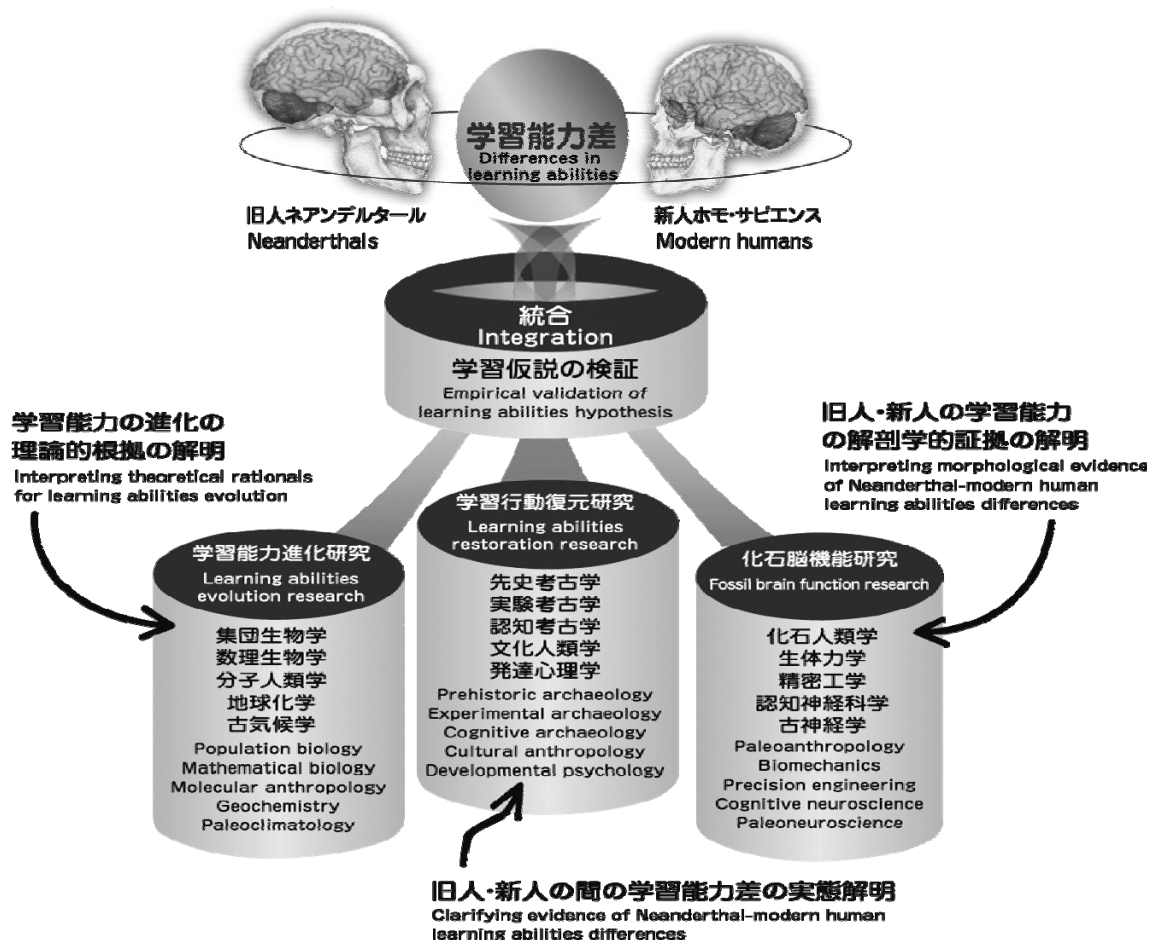 学習能力差
Differences in
learning abilities
旧人ネアンデルタール
Neanderthals
新人ホモ・サピエンス
Modern humans
統合
Integration
学習仮説の検証
Empirical validation of
learning abilities hypothesis
学習能力の進化の
理論的根拠の解明
Interpreting theoretical rationals
for learning abilities evolution
旧人・新人の学習能力
の解剖学的証拠の解明
Interpreting morphological evidence
of Neanderthal-modern human
learning abilities differences
学習能力進化研究
Learning abilities
evolution research
集団生物学
数理生物学
分子人類学
地球化学
古気候学
Population biology
Mathematical biology
Molecular anthropology
Geochemistry
Paleoclimatology
学習行動復元研究
Learning abilities
restoration research
先史考古学
実験考古学
認知考古学
文化人類学
発達心理学
Prehistoric archaeology
Experimental archaeology
Cognitive archaeology
Cultural anthropology
Developmental psychology
化石脳機能研究
Fossil brain function research
化石人類学
生体力学
精密工学
認知神経科学
古神経学
Paleoanthropology
Biomechanics
Precision engineering
Cognitive neuroscience
Paleoneuroscience
旧人・新人の間の学習能力差の実態解明
Clarifying evidence of Neanderthal-modern human
learning abilities differences